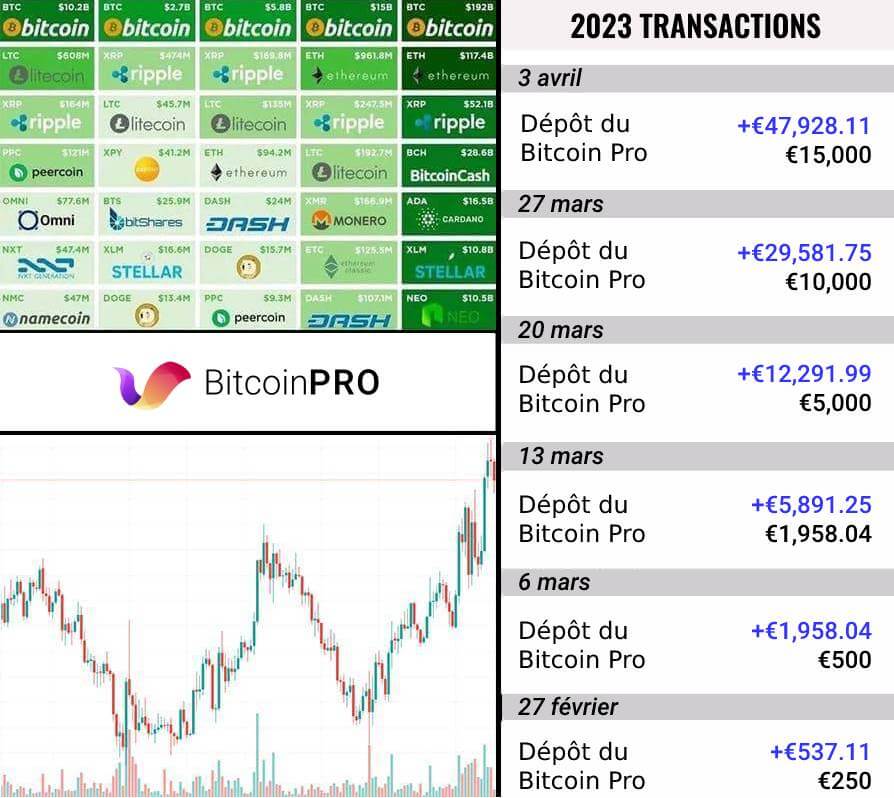 BTC $10.2B
bitcoin
BTC $2.7B
bitcoin
BTC $5.8B
bitcoin
BTC $15B
bitcoin
BTC $192B
bitcoin
LTC $608M
litecoin
XRP $474M
ripple
XRP $169.8M
ripple
ETH $961.8M
ethereum
ETH $117.4B
ethereum
XRP $164M
ripple
LTC $45.7M
litecoin
LTC $135M
litecoin
XRP $247.5M
ripple
XRP $52.1B
ripple
PPC $121M
peercoin
XPY $41.2M
ETH $94.2M
ethereum
LTC $192.7M
litecoin
BCH $28.6B
BitcoinCash
OMNI $77.6M
Omni
BTS $25.9M
bitShares
DASH $24M
DASH
XMR $166.9M
MONERO
ADA $16.5B
CARDANO
NXT $47.4M
NXT GENERATION
XLM $16.6M
STELLAR
DOGE $15.7M
ETC $125.5M
ethereum
classic
XLM $10.8B
STELLAR
NMC $47M
namecoin
DOGE $13.4M
PPC $9.3M
peercoin
DASH $107.1M
DASH
NEO $10.5B
NEO
BitcoinPRO
2023 TRANSACTIONS
3 avril
Dépôt du +€47,928.11
Bitcoin Pro €15,000
27 mars
Dépôt du +€29,581.75
Bitcoin Pro €10,000
20 mars
Dépôt du +€12,291.99
Bitcoin Pro €5,000
13 mars
Dépôt du +€5,891.25
Bitcoin Pro €1,958.04
6 mars
Dépôt du +€1,958.04
Bitcoin Pro €500
27 février
Dépôt du +€537.11
Bitcoin Pro €250